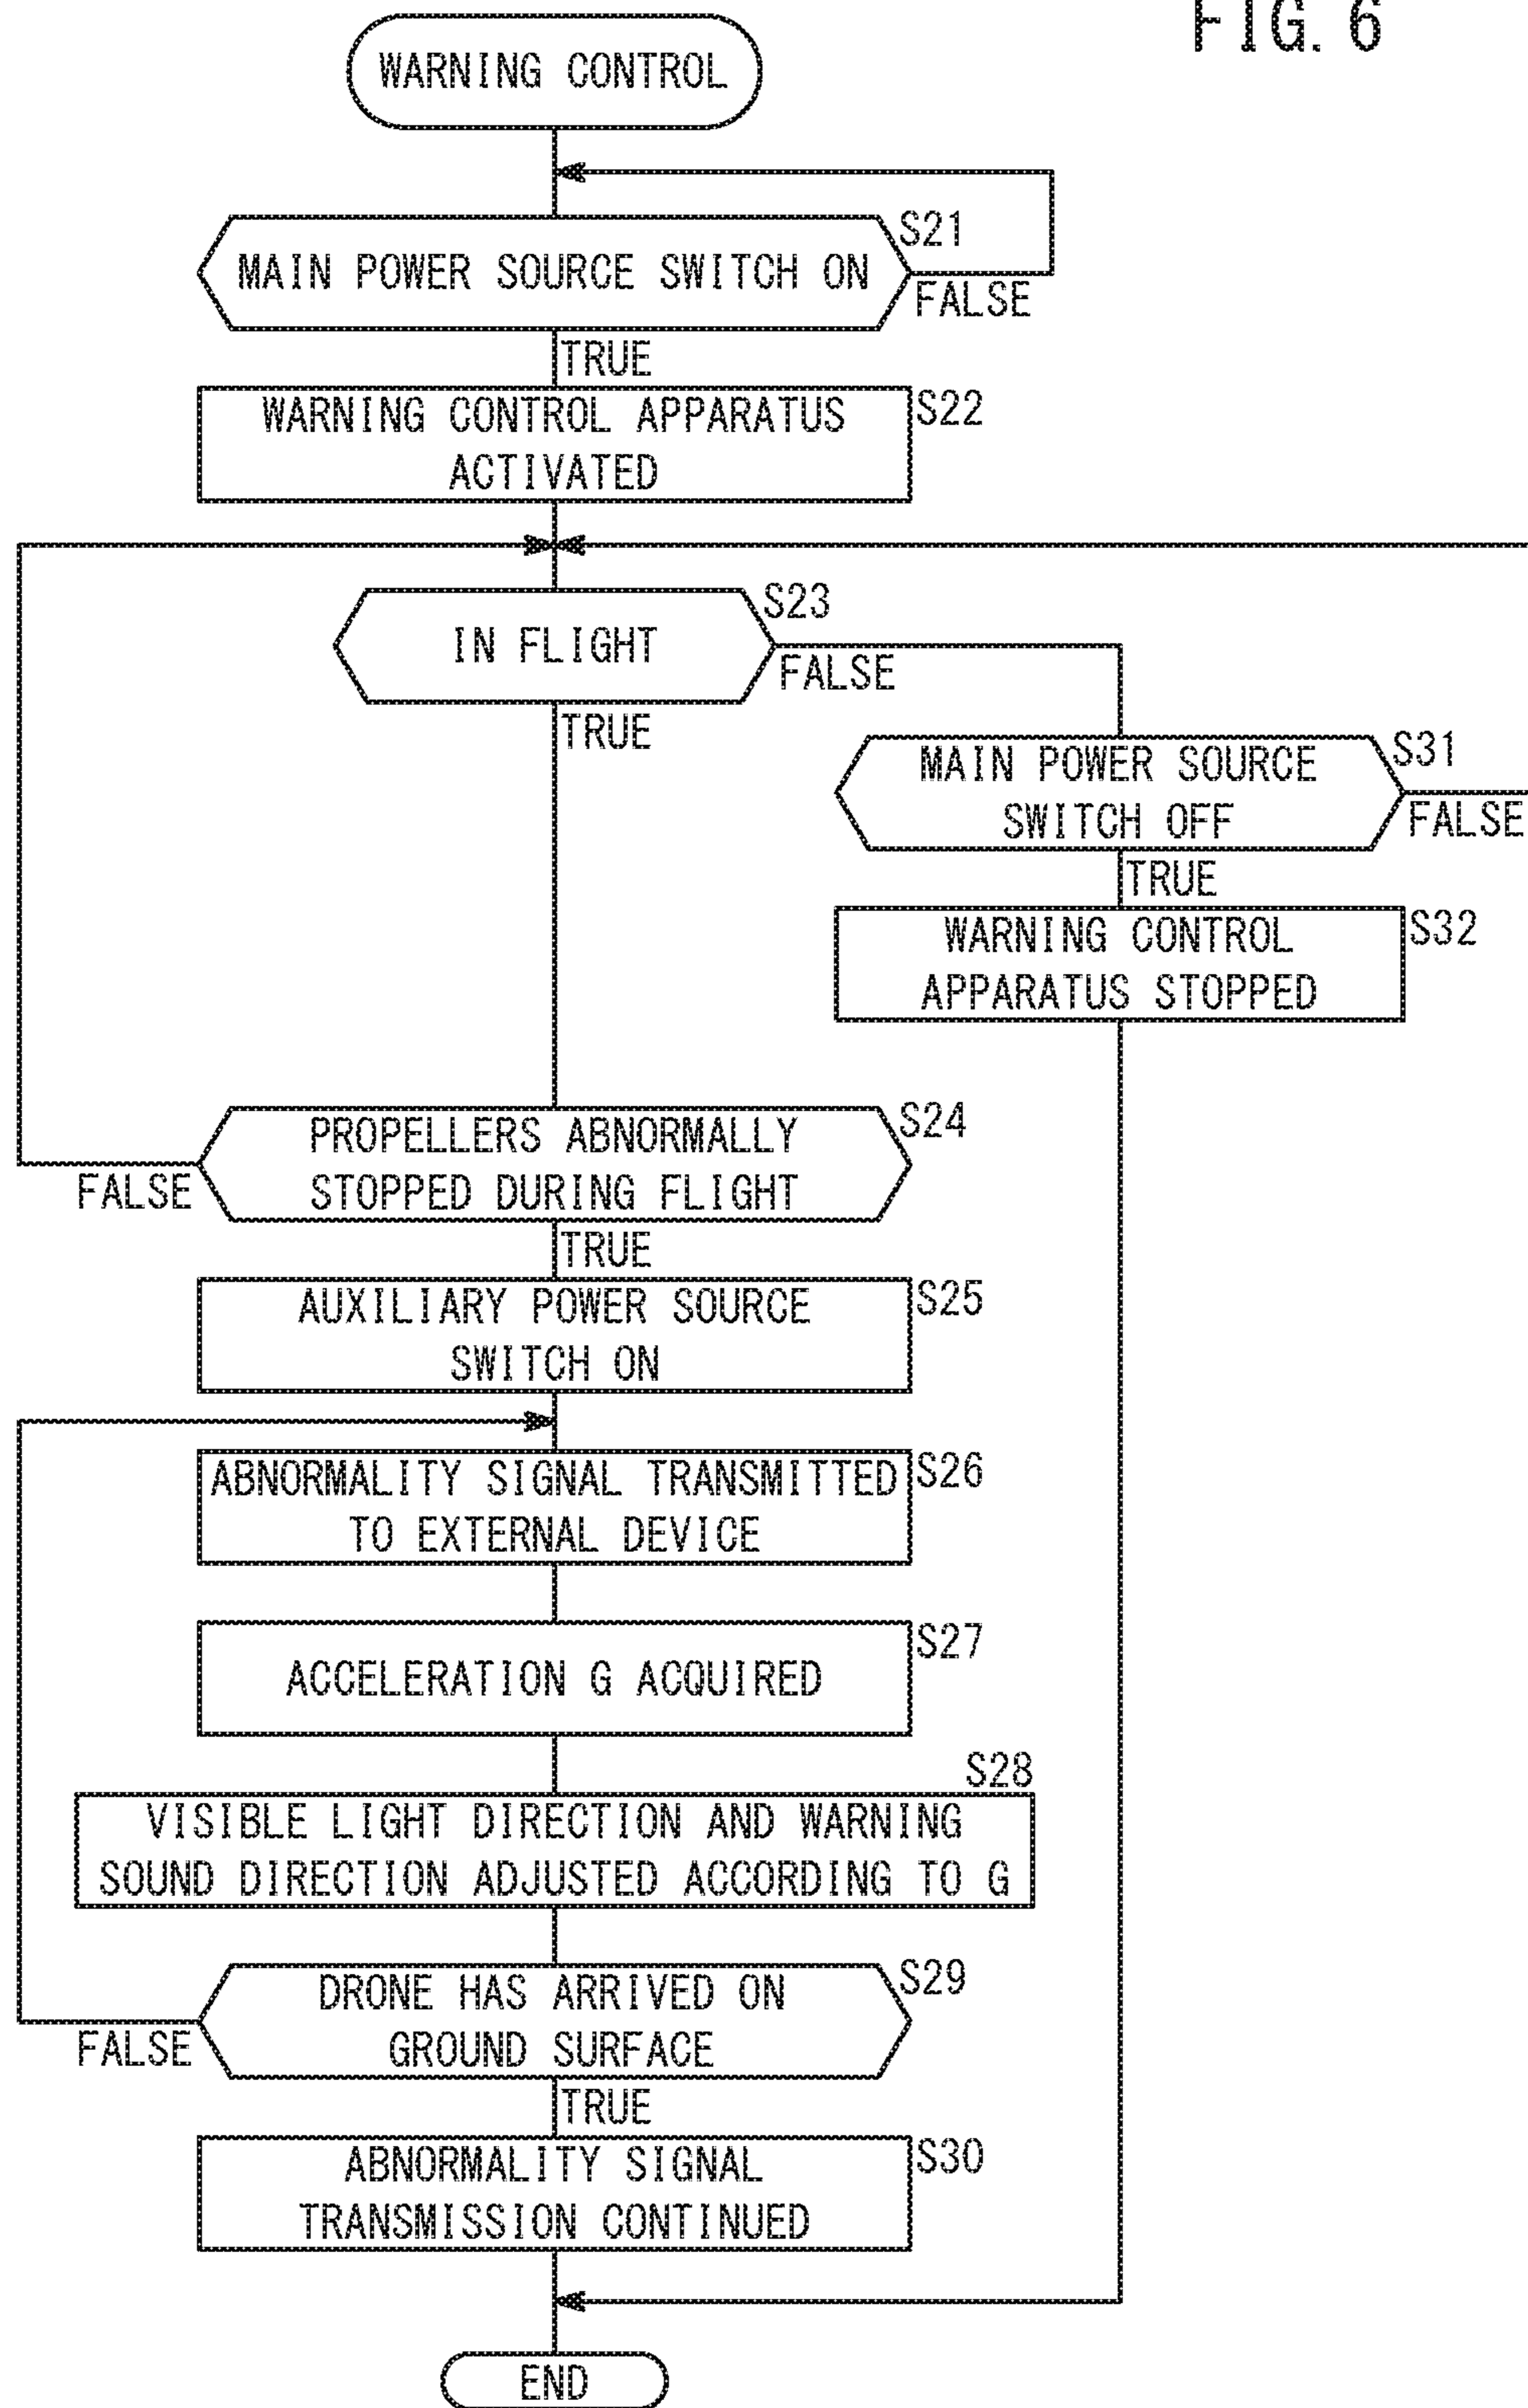 FIG. 6
WARNING CONTROL
S21
MAIN POWER SOURCE SWITCH ON
FALSE
TRUE
S22
WARNING CONTROL APPARATUS
ACTIVATED
S23
IN FLIGHT
FALSE
TRUE
S31
MAIN POWER SOURCE
SWITCH OFF
FALSE
TRUE
S32
WARNING CONTROL
APPARATUS STOPPED
S24
PROPELLERS ABNORMALLY
STOPPED DURING FLIGHT
FALSE
TRUE
S25
AUXILIARY POWER SOURCE
SWITCH ON
S26
ABNORMALITY SIGNAL TRANSMITTED
TO EXTERNAL DEVICE
S27
ACCELERATION G ACQUIRED
S28
VISIBLE LIGHT DIRECTION AND WARNING
SOUND DIRECTION ADJUSTED ACCORDING TO G
S29
DRONE HAS ARRIVED ON
GROUND SURFACE
FALSE
TRUE
S30
ABNORMALITY SIGNAL
TRANSMISSION CONTINUED
END